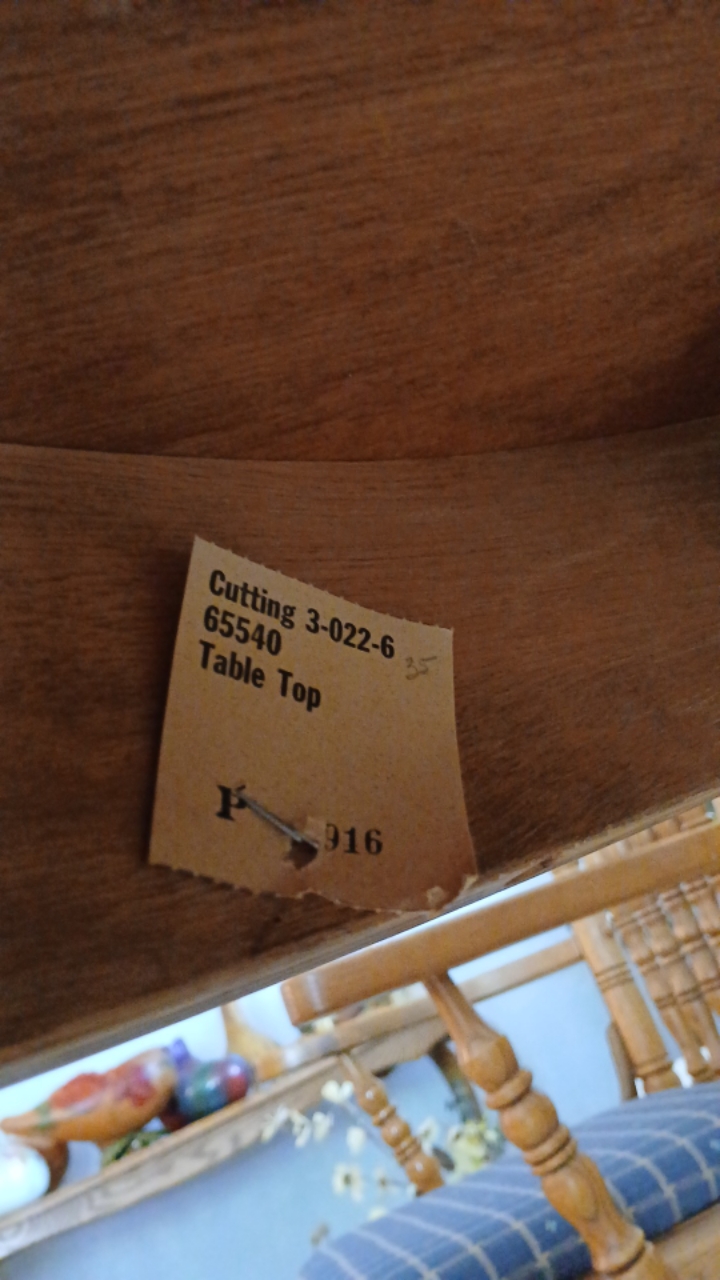 Cutting 3-022-6
65540
35
Table Top
P 916